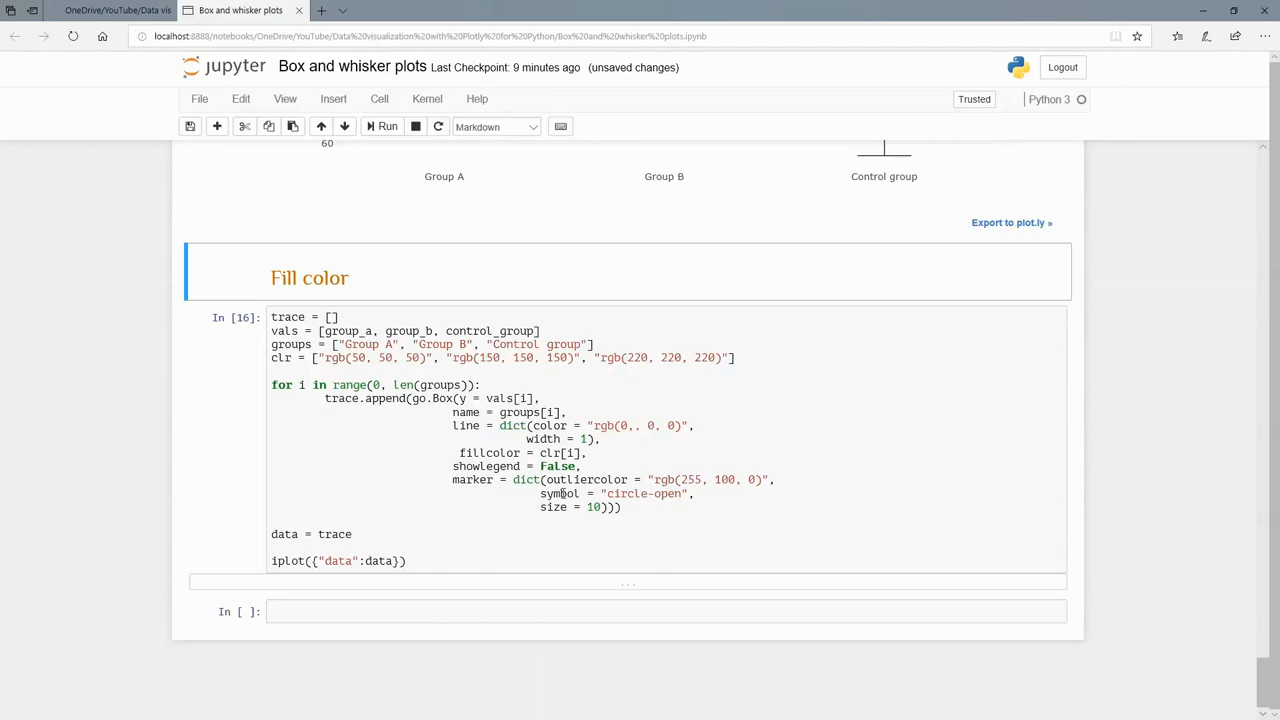 OneDrive/YouTube/Data vis
Box and whisker plots
localhost:8888/notebooks/OneDrive/YouTube/Data%20visualization%20with%20Plotly%20for%20Python/Box%20and%20whisker%20plots.ipynb
jupyter Box and whisker plots Last Checkpoint: 9 minutes ago (unsaved changes)
Logout
File Edit View Insert Cell Kernel Help
Trusted
Python 3
Run
Markdown
60
Group A Group B Control group
Export to plot.ly »
Fill color
In [16]:
trace = []
vals = [group_a, group_b, control_group]
groups = ["Group A", "Group B", "Control group"]
clr = ["rgb(50, 50, 50)", "rgb(150, 150, 150)", "rgb(220, 220, 220)"]
for i in range(0, len(groups)):
trace.append(go.Box(y = vals[i],
name = groups[i],
line = dict(color = "rgb(0,, 0, 0)",
width = 1),
fillcolor = clr[i],
showlegend = False,
marker = dict(outliercolor = "rgb(255, 100, 0)",
symbol = "circle-open",
size = 10)))
data = trace
iplot({"data":data})
...
In [ ]: